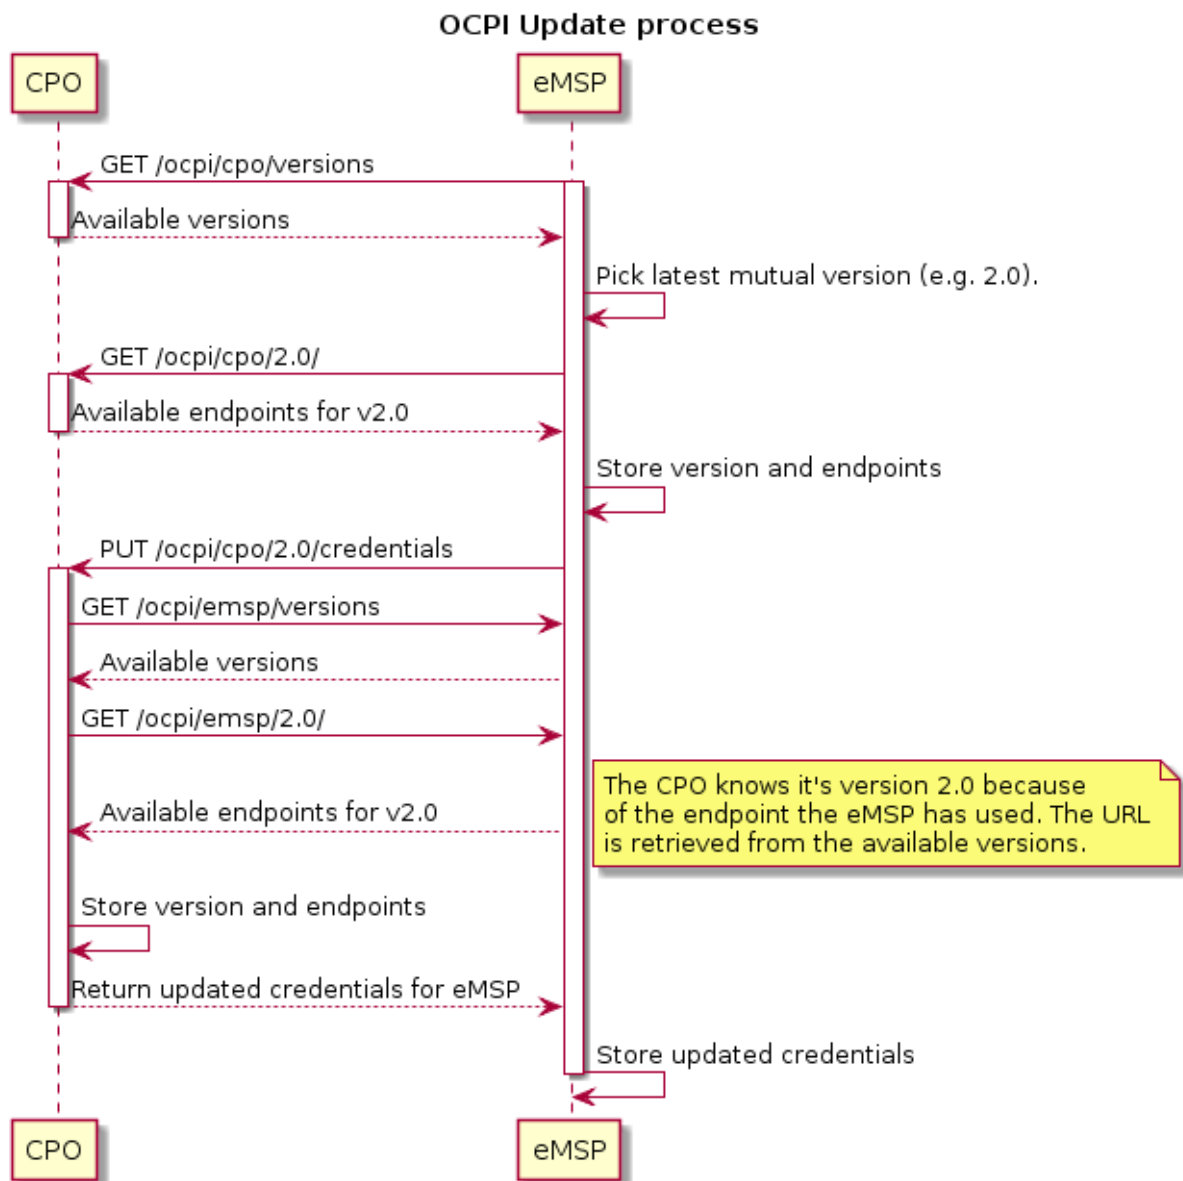 OCPI Update process
CPO
eMSP
GET /ocpi/cpo/versions
Available versions
Pick latest mutual version (e.g. 2.0).
GET /ocpi/cpo/2.0/
Available endpoints for v2.0
Store version and endpoints
PUT /ocpi/cpo/2.0/credentials
GET /ocpi/emsp/versions
Available versions
GET /ocpi/emsp/2.0/
The CPO knows it's version 2.0 because
of the endpoint the eMSP has used. The URL
is retrieved from the available versions.
Available endpoints for v2.0
Store version and endpoints
Return updated credentials for eMSP
Store updated credentials
CPO
eMSP